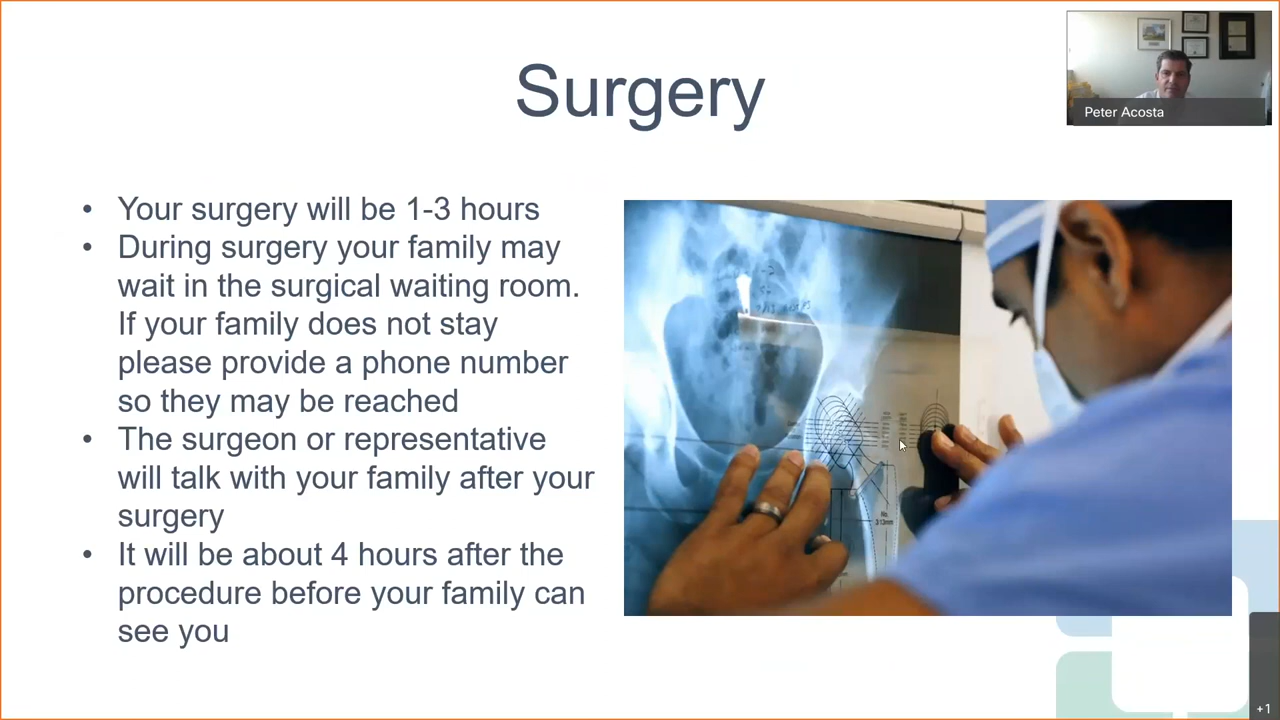 Surgery
Peter Acosta
• Your surgery will be 1-3 hours
• During surgery your family may
wait in the surgical waiting room.
If your family does not stay
please provide a phone number
so they may be reached
• The surgeon or representative
will talk with your family after your
surgery
• It will be about 4 hours after the
procedure before your family can
see you
+1